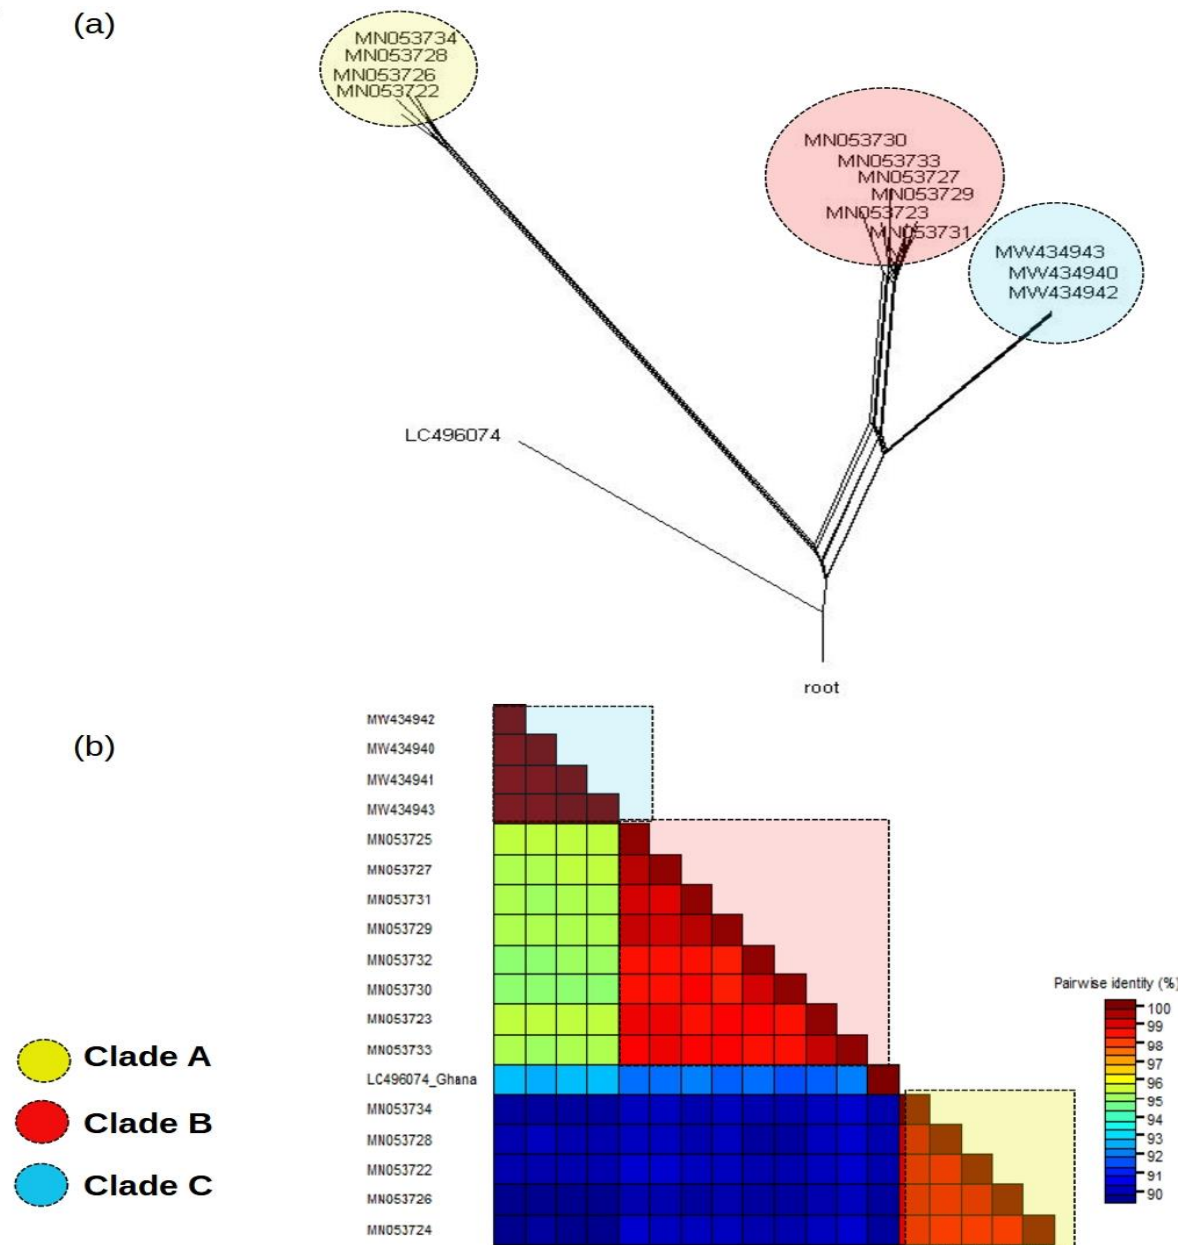 (a)
MN053734
MN053728
MN053726
MN053722
MN053730
MN053733
MN053727
MN053729
MN053723
MN053731
MW434943
MW434940
MW434942
LC496074
root
(b)
MW434942
MW434940
MW434941
MW434943
MN053725
MN053727
MN053731
MN053729
MN053732
MN053730
MN053723
MN053733
LC496074_Ghana
MN053734
MN053728
MN053722
MN053726
MN053724
Clade A
Clade B
Clade C
Pairwise identity (%)
100
99
98
97
96
95
94
93
92
91
90